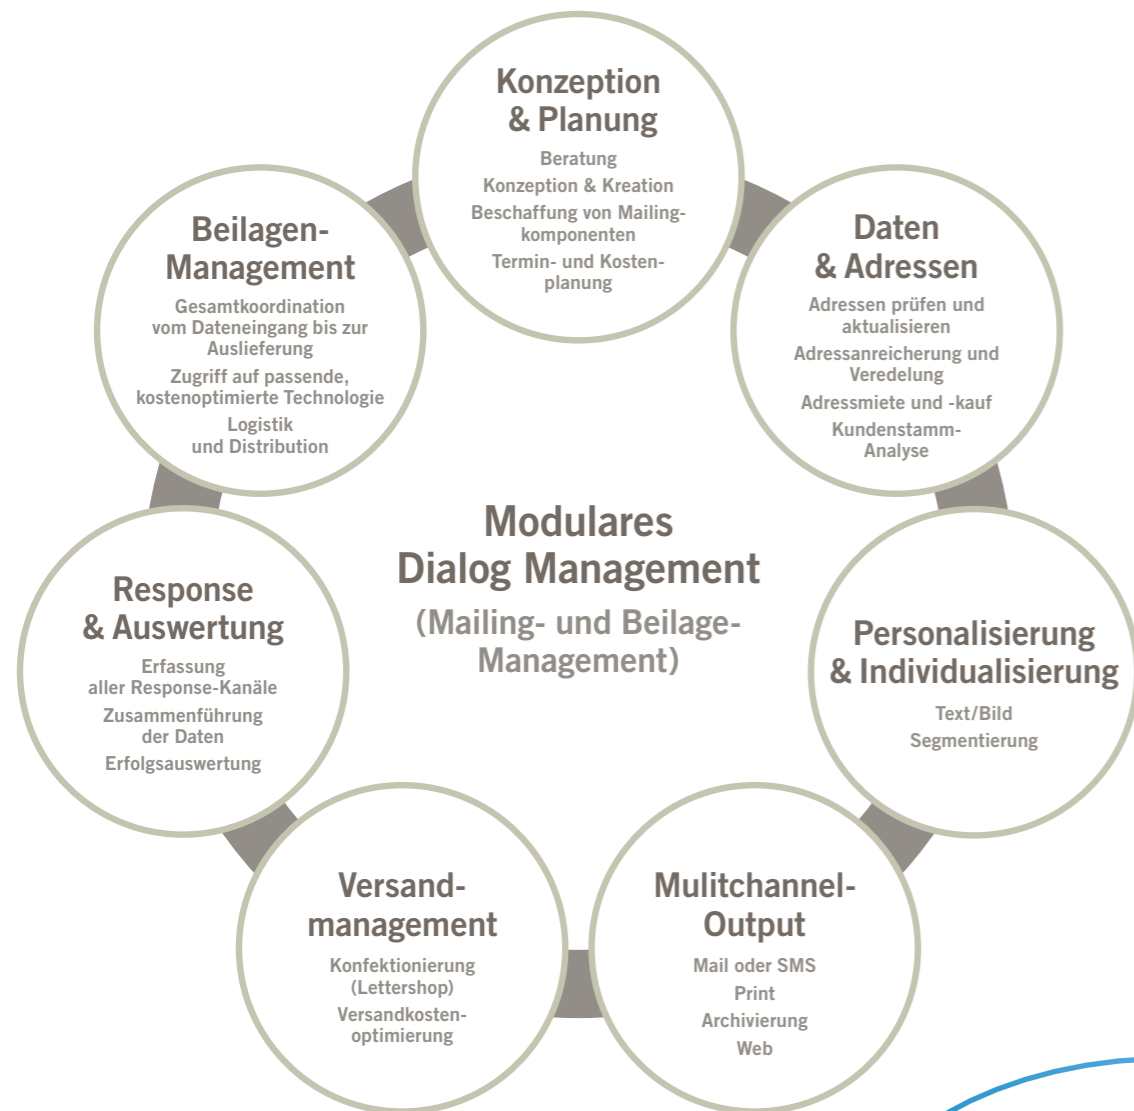 Konzeption
& Planung
Beratung
Konzeption & Kreation
Beschaffung von Mailing-
komponenten
Termin- und Kosten-
planung
Daten
& Adressen
Adressen prüfen und
aktualisieren
Adressanreicherung und
Veredelung
Adressmiete und -kauf
Kundenstamm-
Analyse
Personalisierung
& Individualisierung
Text/Bild
Segmentierung
Mulitchannel-
Output
Mail oder SMS
Print
Archivierung
Web
Versand-
management
Konfektionierung
(Lettershop)
Versandkosten-
optimierung
Response
& Auswertung
Erfassung
aller Response-Kanäle
Zusammenführung
der Daten
Erfolgsauswertung
Beilagen-
Management
Gesamtkoordination
vom Dateneingang bis zur
Auslieferung
Zugriff auf passende,
kostenoptimierte Technologie
Logistik
und Distribution
Modulares
Dialog Management
(Mailing- und Beilage-
Management)